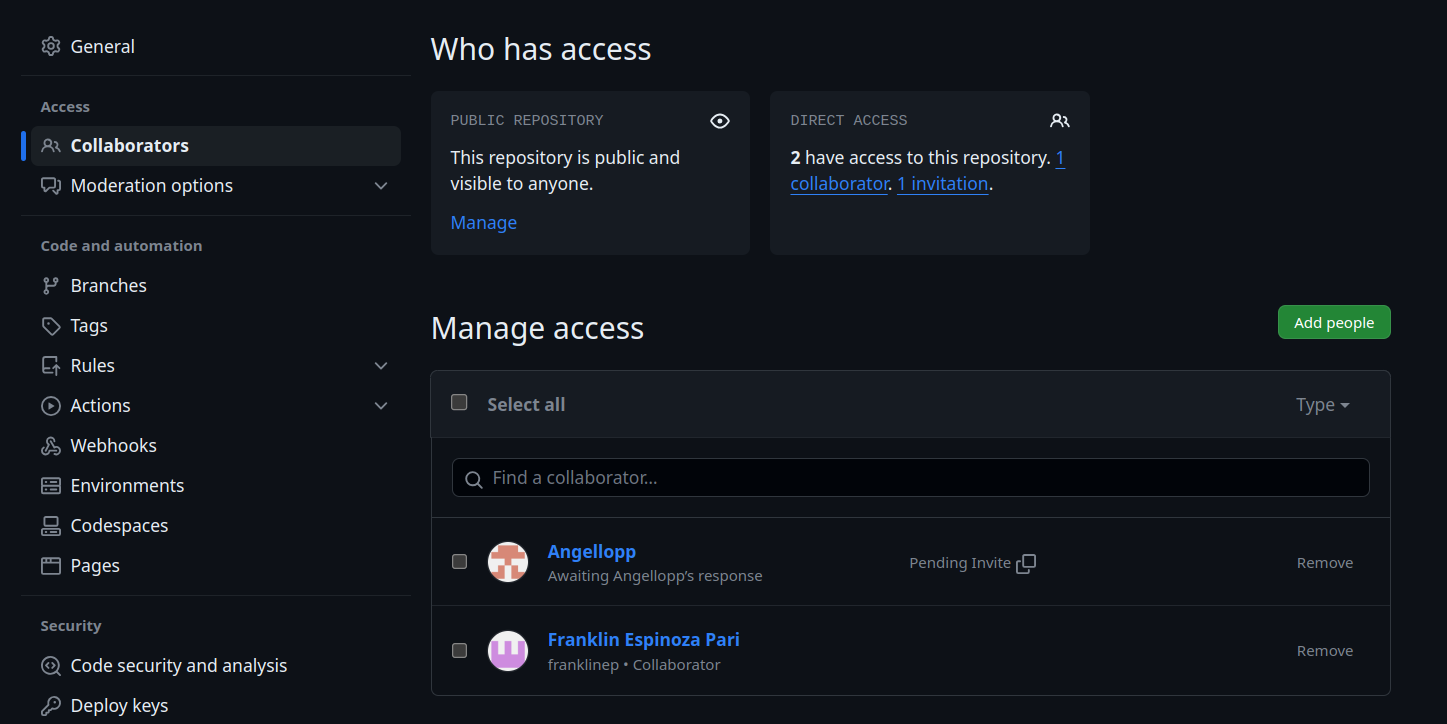 General
Access
Collaborators
Moderation options
Code and automation
Branches
Tags
Rules
Actions
Webhooks
Environments
Codespaces
Pages
Security
Code security and analysis
Deploy keys
Who has access
PUBLIC REPOSITORY
This repository is public and
visible to anyone.
Manage
DIRECT ACCESS
2 have access to this repository. 1
collaborator. 1 invitation.
Manage access
Add people
Select all
Type
Find a collaborator...
Angellopp
Awaiting Angellopp’s response
Pending Invite
Remove
Franklin Espinoza Pari
franklinep • Collaborator
Remove